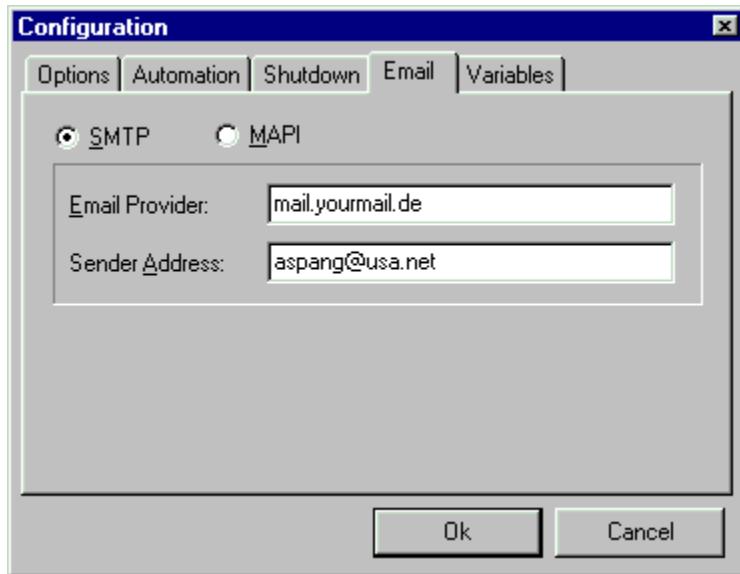 Configuration
Options Automation Shutdown Email Variables
SMTP MAPI
Email Provider: mail.yourmail.de
Sender Address: aspang@usa.net
Ok Cancel